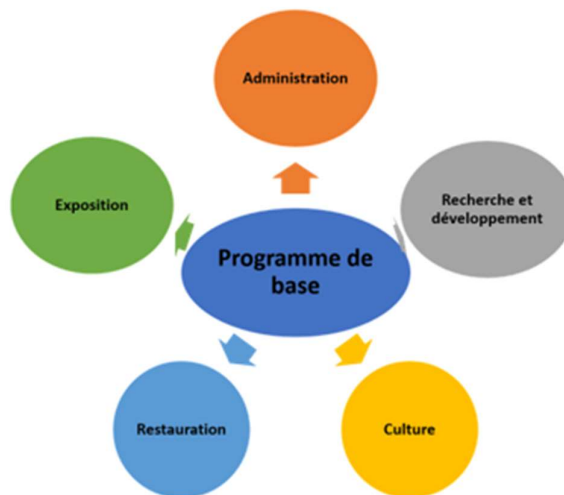 Administration
Exposition
Recherche et
développement
Programme de
base
Restauration
Culture